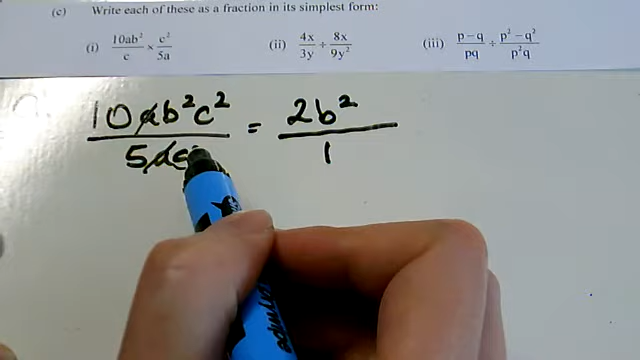 (c) Write each of these as a fraction in its simplest form:
(i) 10ab²/c × c²/5a (ii) 4x/3y ÷ 8x/9y² (iii) p−q/pq ÷ p²−q²/p²q
10ab²c²/5ac = 2b²/1